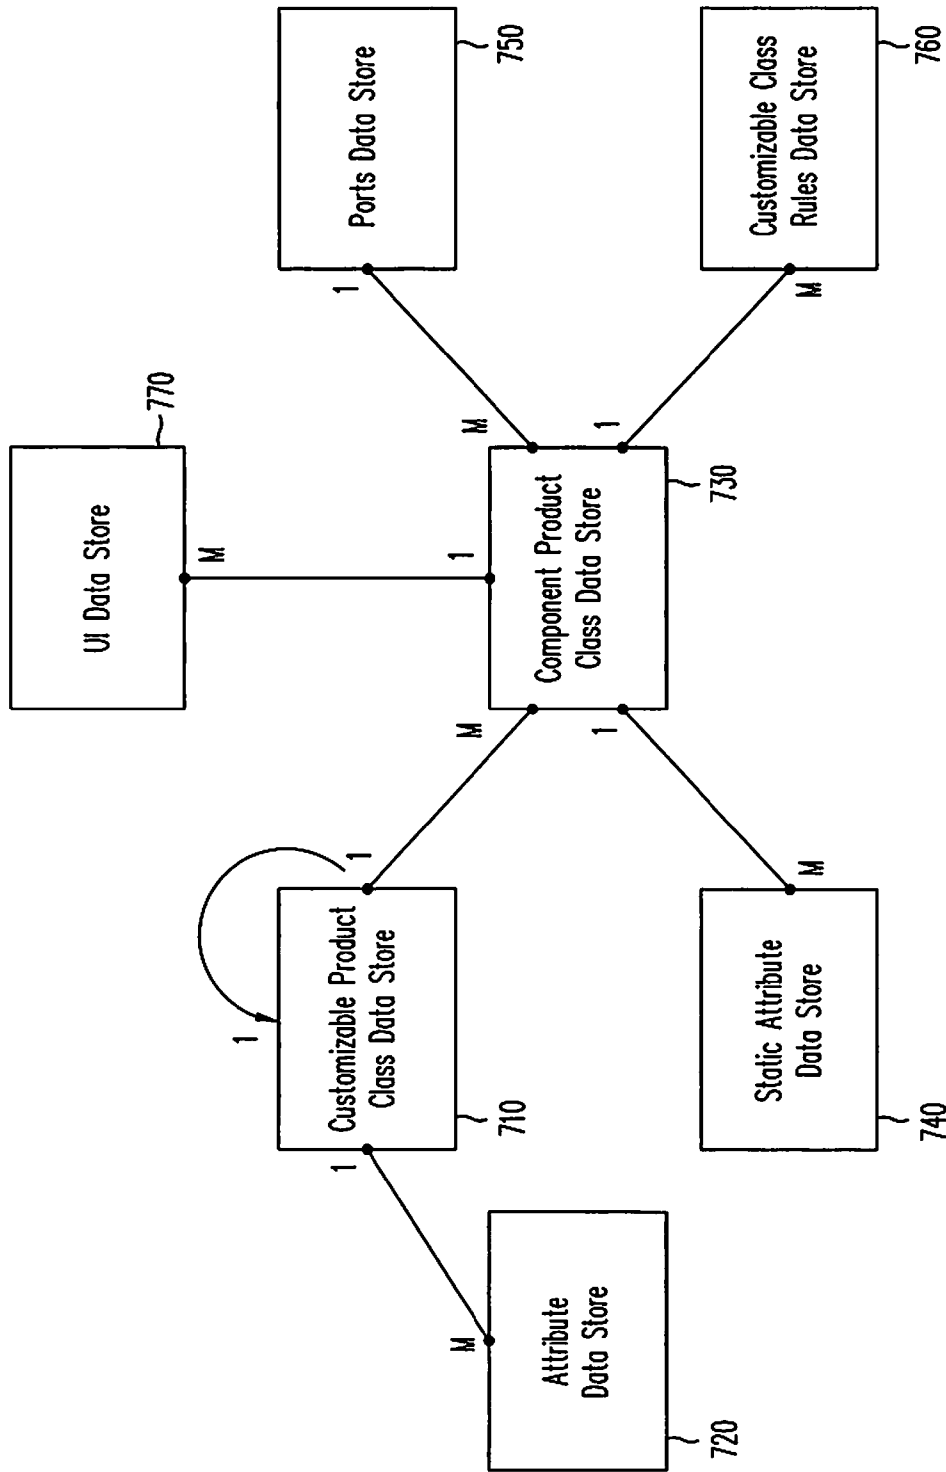 UI Data Store
770
M
1
1
1
Customizable Product
Class Data Store
710
1
M
Attribute
Data Store
720
M
Component Product
Class Data Store
730
1
M
1
Ports Data Store
750
M
1
Static Attribute
Data Store
740
M
Customizable Class
Rules Data Store
760